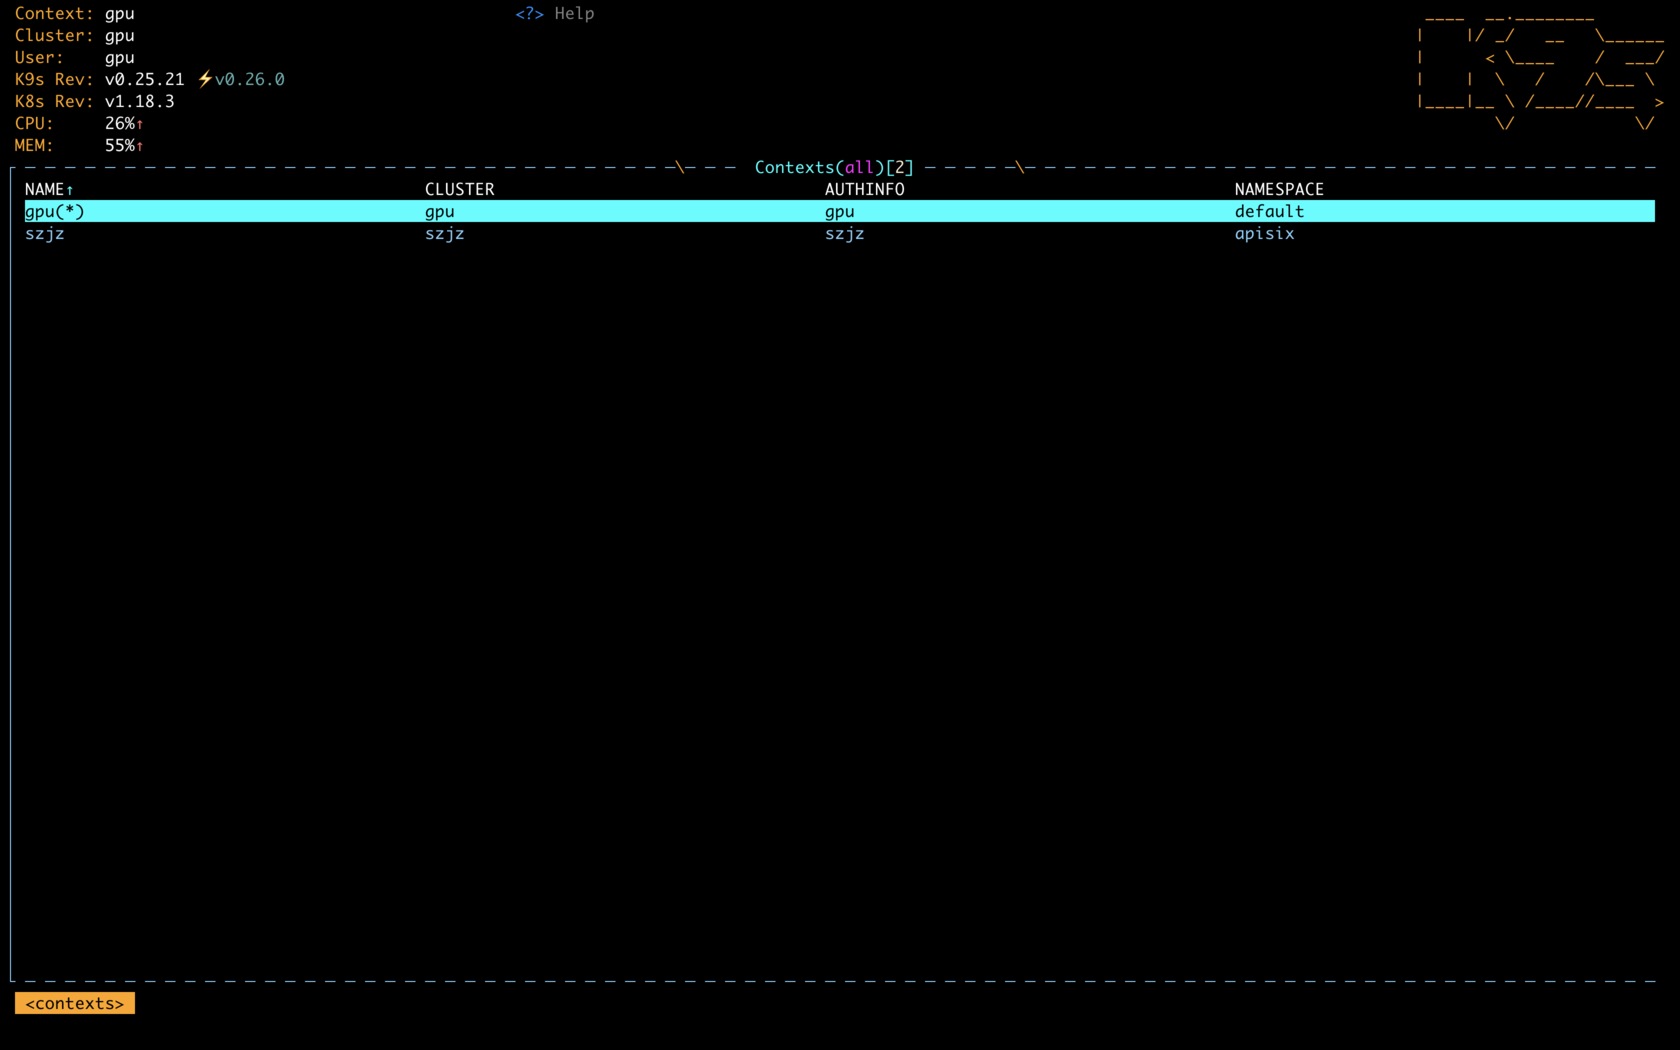 Context: gpu
<?> Help
Cluster: gpu
User: gpu
K9s Rev: v0.25.21 ⚡v0.26.0
K8s Rev: v1.18.3
CPU: 26%↑
MEM: 55%↑
Contexts(all)[2]
NAME↑ CLUSTER AUTHINFO NAMESPACE
gpu(*) gpu gpu default
szjz szjz szjz apisix
<contexts>